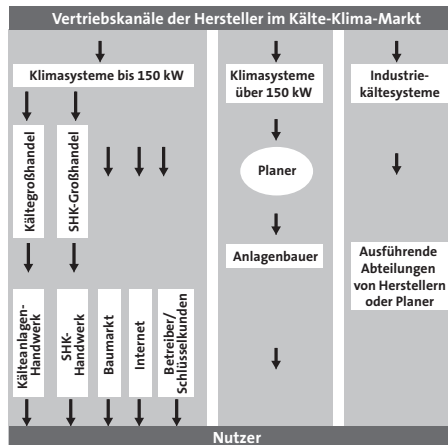 Vertriebskanäle der Hersteller im Kälte-Klima-Markt
Klimasysteme bis 150 kW
Kältegroßhandel
SHK-Großhandel
Kälteanlagen-
Handwerk
SHK-
Handwerk
Baumarkt
Internet
Betreiber/
Schlüsselkunden
Klimasysteme
über 150 kW
Planer
Anlagenbauer
Industrie-
kältesysteme
Ausführende
Abteilungen
von Herstellern
oder Planer
Nutzer